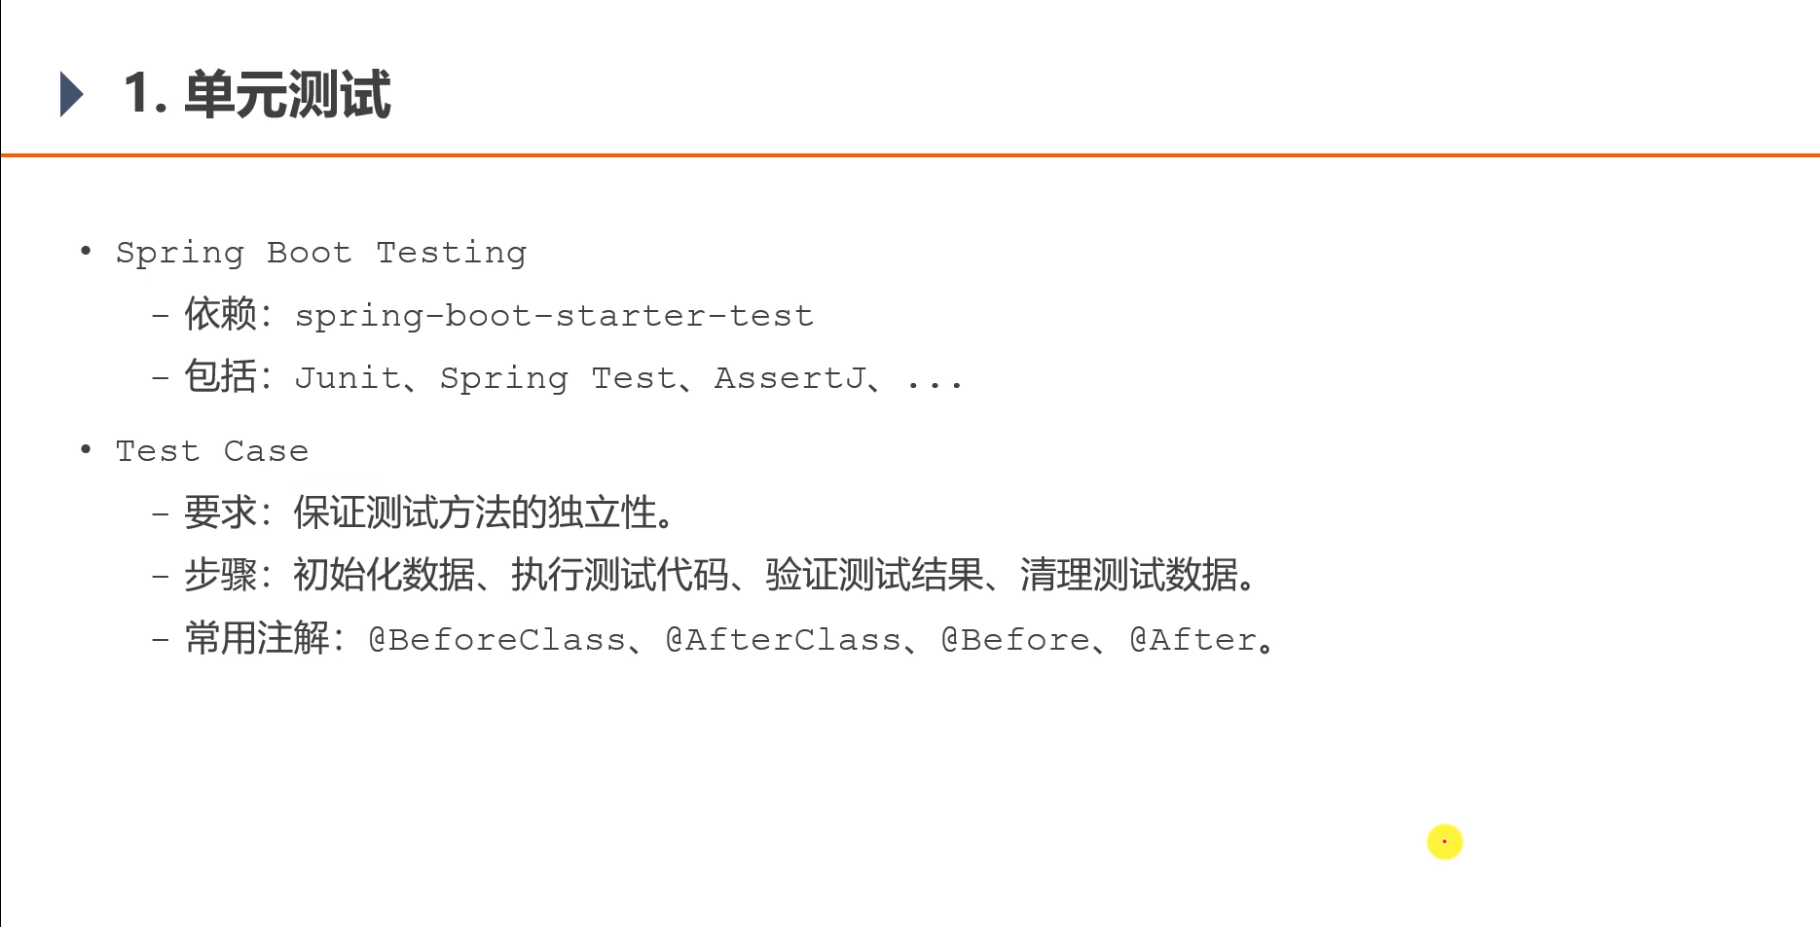 1. 单元测试
• Spring Boot Testing
– 依赖：spring-boot-starter-test
– 包括：Junit、Spring Test、AssertJ、...
• Test Case
– 要求：保证测试方法的独立性。
– 步骤：初始化数据、执行测试代码、验证测试结果、清理测试数据。
– 常用注解：@BeforeClass、@AfterClass、@Before、@After。